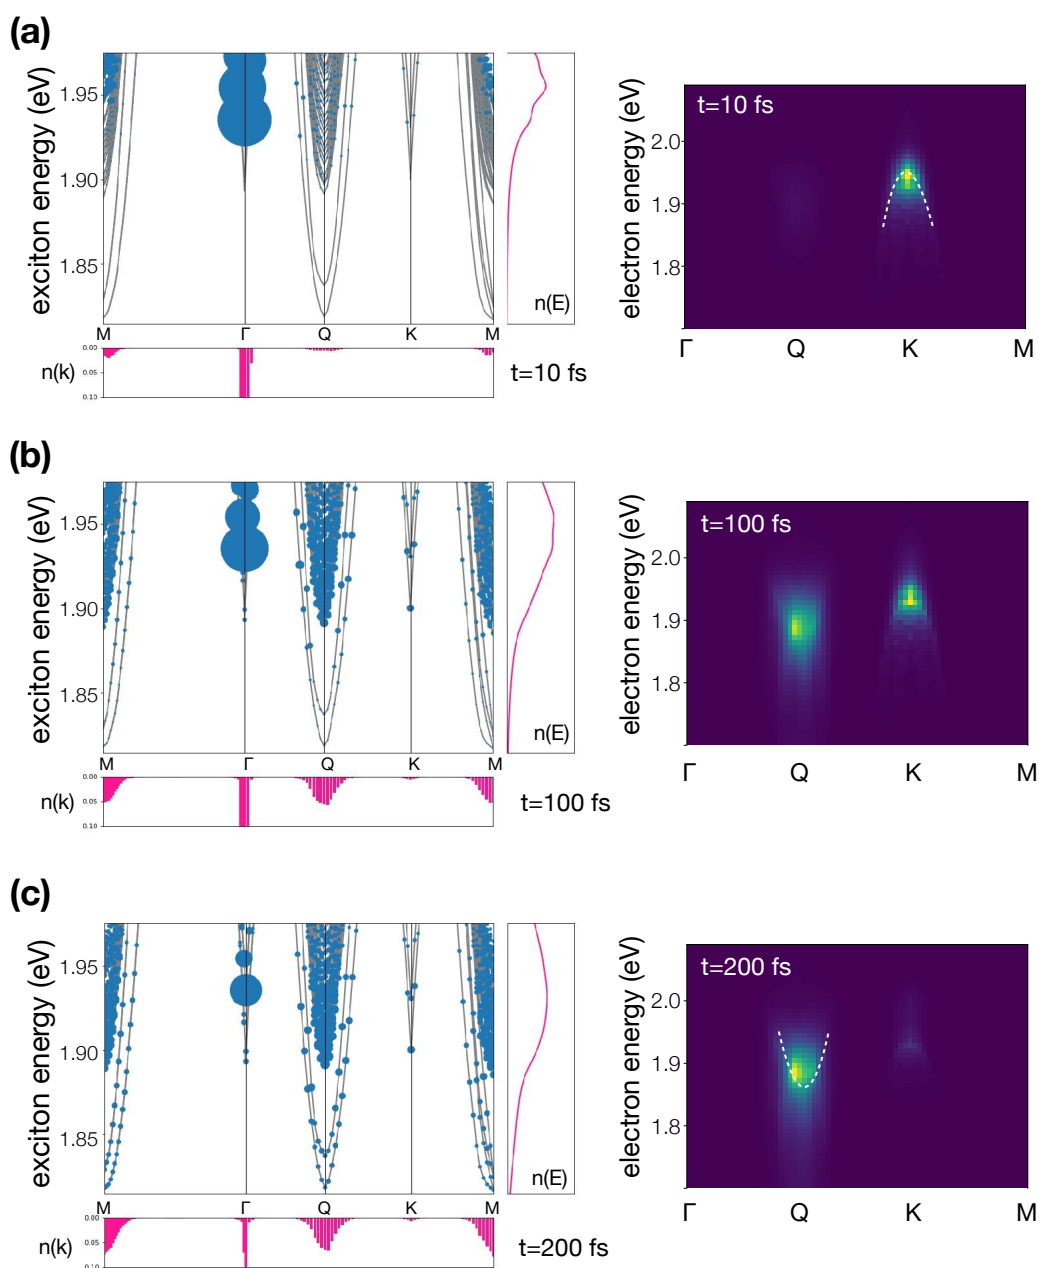 (a)
exciton energy (eV)
1.95
1.90
1.85
M Γ Q K M
n(E)
n(k)
0.00
0.05
0.10
t=10 fs
t=10 fs
electron energy (eV)
2.0
1.9
1.8
Γ Q K M
(b)
exciton energy (eV)
1.95
1.90
1.85
M Γ Q K M
n(E)
n(k)
0.00
0.05
0.10
t=100 fs
t=100 fs
electron energy (eV)
2.0
1.9
1.8
Γ Q K M
(c)
exciton energy (eV)
1.95
1.90
1.85
M Γ Q K M
n(E)
n(k)
0.00
0.05
0.10
t=200 fs
t=200 fs
electron energy (eV)
2.0
1.9
1.8
Γ Q K M